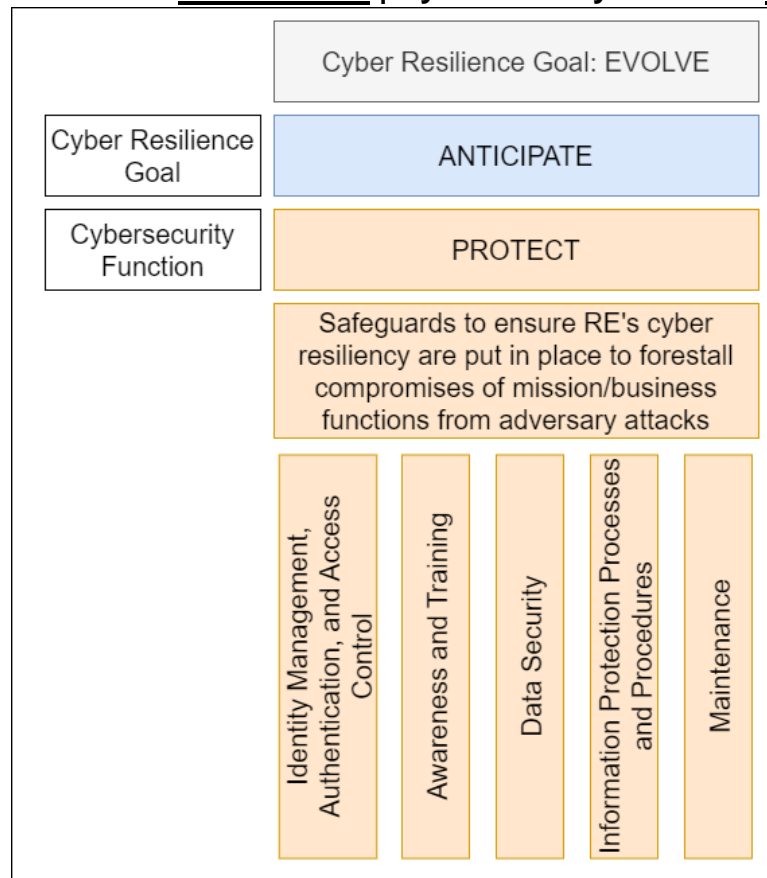 Cyber Resilience Goal: EVOLVE
Cyber Resilience
Goal
ANTICIPATE
Cybersecurity
Function
PROTECT
Safeguards to ensure RE's cyber
resiliency are put in place to forestall
compromises of mission/business
functions from adversary attacks
Identity Management,
Authentication, and Access
Control
Awareness and Training
Data Security
Information Protection Processes
and Procedures
Maintenance